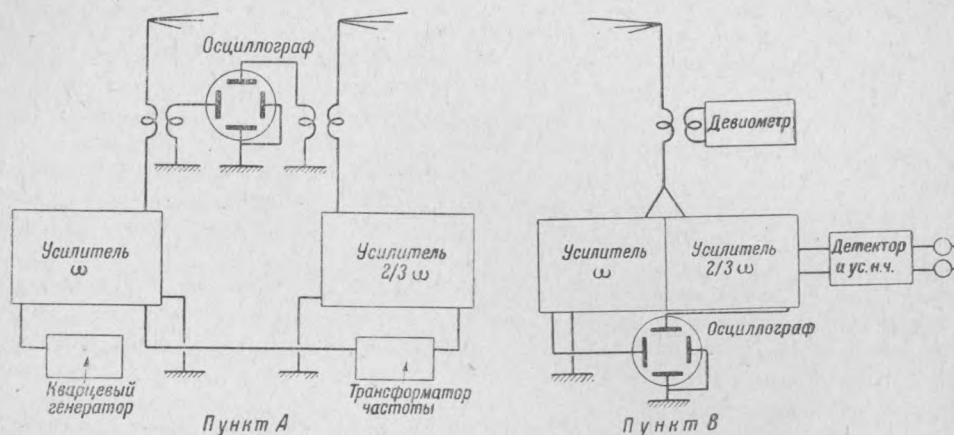 Осциллограф
Девиометр
Усилитель
ω
Усилитель
2/3 ω
Усилитель
ω
Усилитель
2/3 ω
Детектор
и ус. н.ч.
Осциллограф
Кварцевый
генератор
Трансформатор
частоты
Пункт А
Пункт В